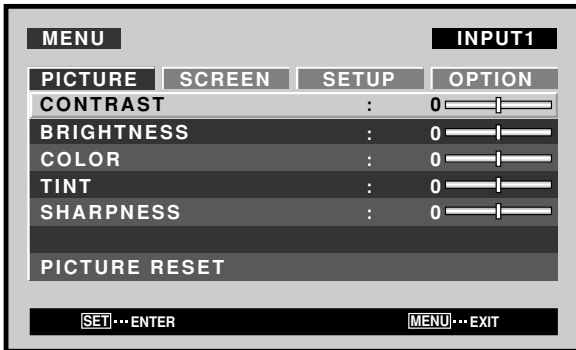 MENU INPUT1
PICTURE SCREEN SETUP OPTION
CONTRAST : 0
BRIGHTNESS : 0
COLOR : 0
TINT : 0
SHARPNESS : 0
PICTURE RESET
SET ··· ENTER MENU ··· EXIT